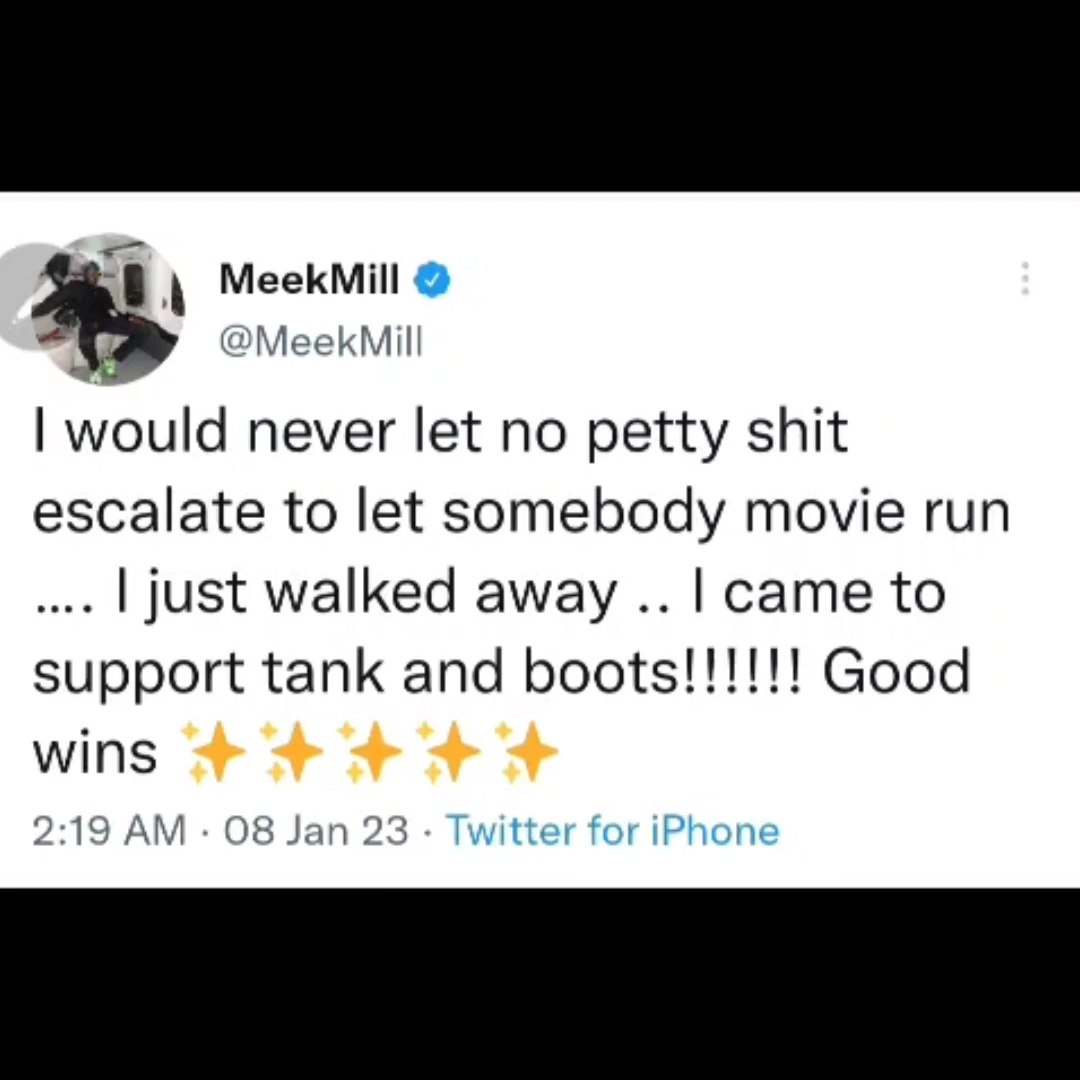 MeekMill
@MeekMill
I would never let no petty shit
escalate to let somebody movie run
.... I just walked away .. I came to
support tank and boots!!!!!! Good
wins ✨✨✨✨✨
2:19 AM · 08 Jan 23 · Twitter for iPhone